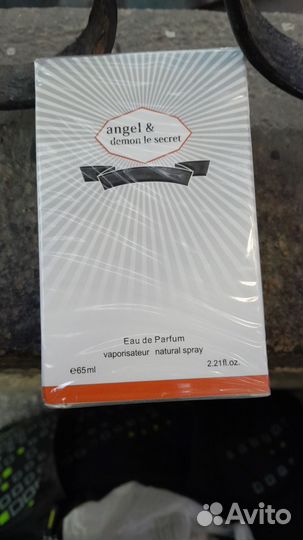 angel &
demon le secret
Eau de Parfum
vaporisateur natural spray
℮65ml 2.21fl.oz.
Avito